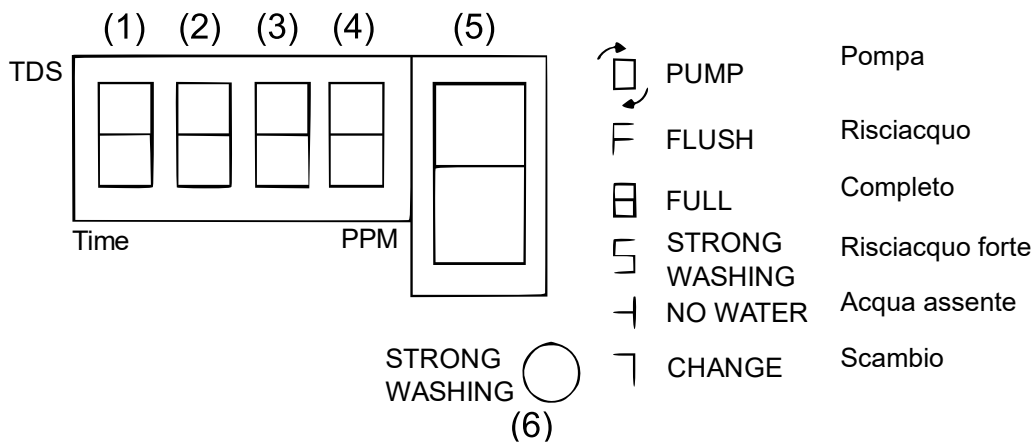 (1) (2) (3) (4) (5)
TDS
Time PPM
STRONG
WASHING
(6)
PUMP Pompa
FLUSH Risciacquo
FULL Completo
STRONG
WASHING Risciacquo forte
NO WATER Acqua assente
CHANGE Scambio